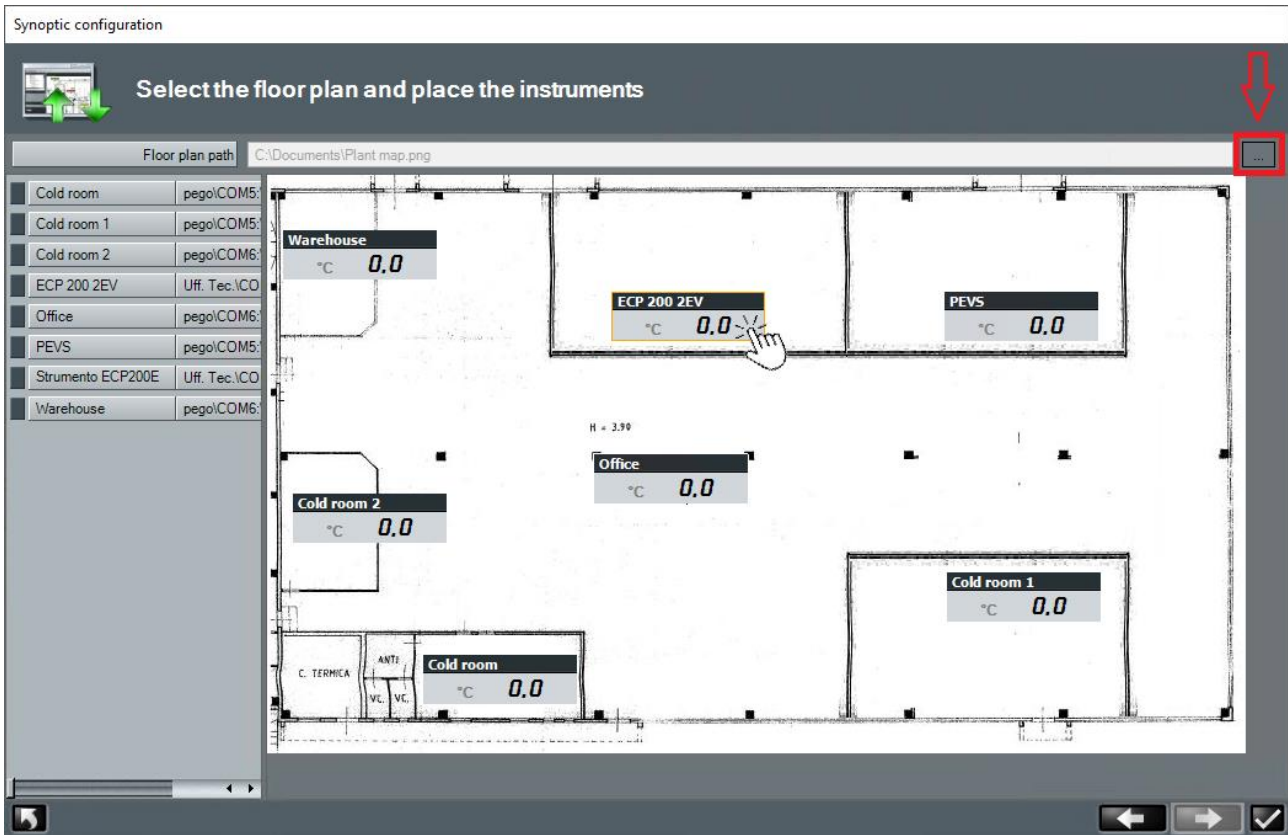 Synoptic configuration
Select the floor plan and place the instruments
Floor plan path C:\Documents\Plant map.png ...
Cold room pego\COM5:
Cold room 1 pego\COM5:
Cold room 2 pego\COM6:
ECP 200 2EV Uff. Tec.\CO
Office pego\COM6:
PEVS pego\COM5:
Strumento ECP200E Uff. Tec.\CO
Warehouse pego\COM6:
Warehouse
°C 0.0
ECP 200 2EV
°C 0.0
PEVS
°C 0.0
H = 3.90
Office
°C 0.0
Cold room 2
°C 0.0
Cold room 1
°C 0.0
C. TERMICA
ANTI
VC. VC.
Cold room
°C 0.0